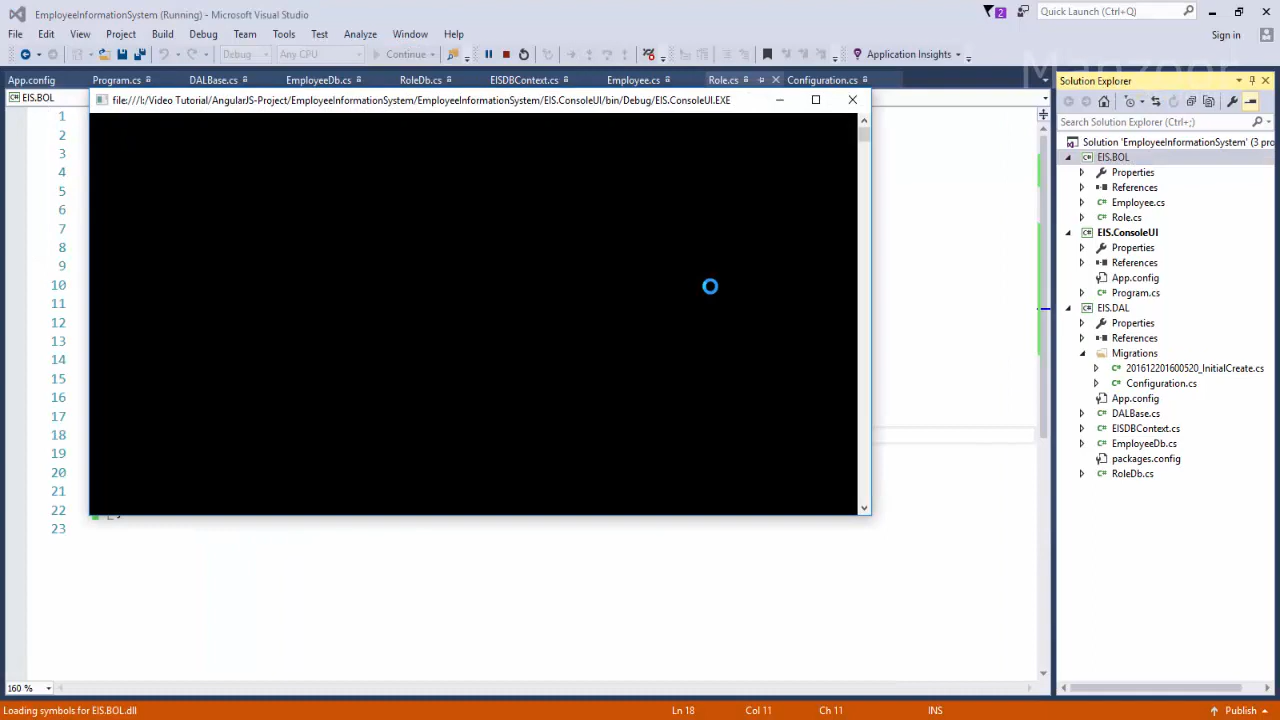 EmployeeInformationSystem (Running) - Microsoft Visual Studio
2
Quick Launch (Ctrl+Q)
File Edit View Project Build Debug Team Tools Test Analyze Window Help
Sign in
Debug Any CPU Continue Application Insights
App.config Program.cs DALBase.cs EmployeeDb.cs RoleDb.cs EISDBContext.cs Employee.cs Role.cs Configuration.cs
Solution Explorer
EIS.BOL
file:///I:/Video Tutorial/AngularJS-Project/EmployeeInformationSystem/EmployeeInformationSystem/EIS.ConsoleUI/bin/Debug/EIS.ConsoleUI.EXE
Search Solution Explorer (Ctrl+;)
Solution 'EmployeeInformationSystem' (3 pro
EIS.BOL
Properties
References
Employee.cs
Role.cs
EIS.ConsoleUI
Properties
References
App.config
Program.cs
EIS.DAL
Properties
References
Migrations
201612201600520_InitialCreate.cs
Configuration.cs
App.config
DALBase.cs
EISDBContext.cs
EmployeeDb.cs
packages.config
RoleDb.cs
1
2
3
4
5
6
7
8
9
10
11
12
13
14
15
16
17
18
19
20
21
22
23
160 %
Loading symbols for EIS.BOL.dll Ln 18 Col 11 Ch 11 INS Publish